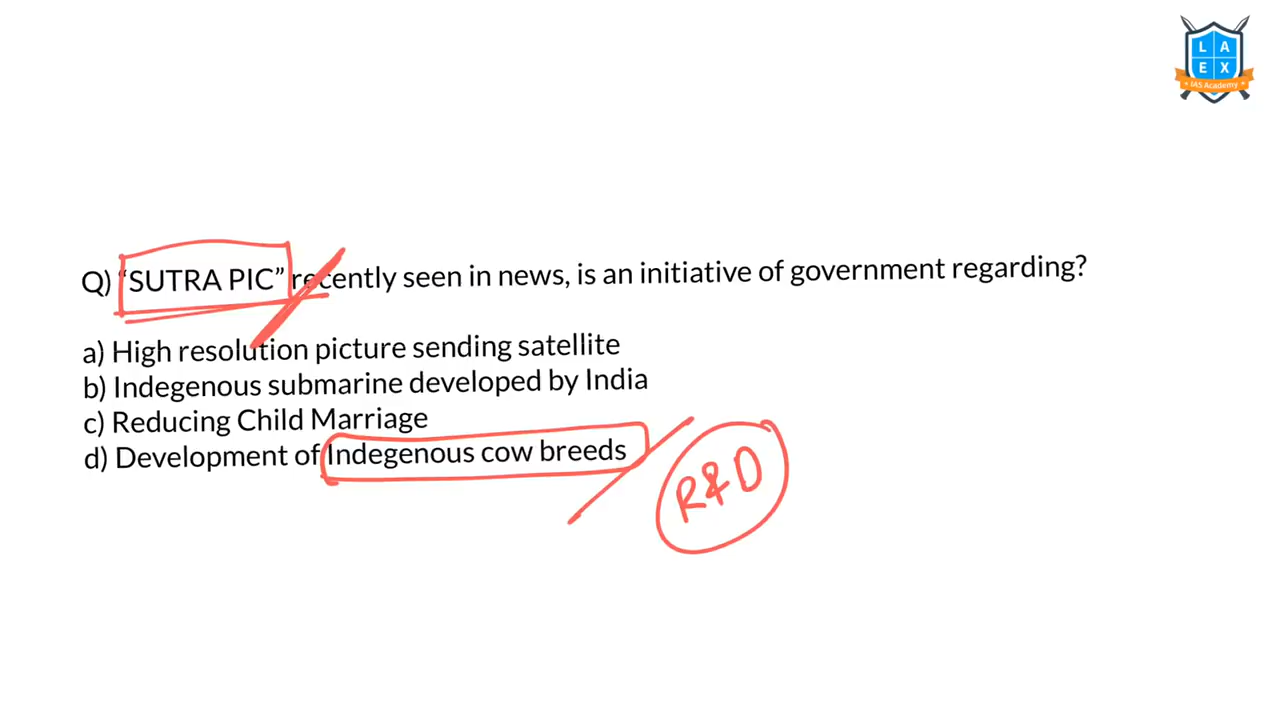 L A
E X
IAS Academy
Q) “SUTRA PIC” recently seen in news, is an initiative of government regarding?
a) High resolution picture sending satellite
b) Indegenous submarine developed by India
c) Reducing Child Marriage
d) Development of Indegenous cow breeds
R&D